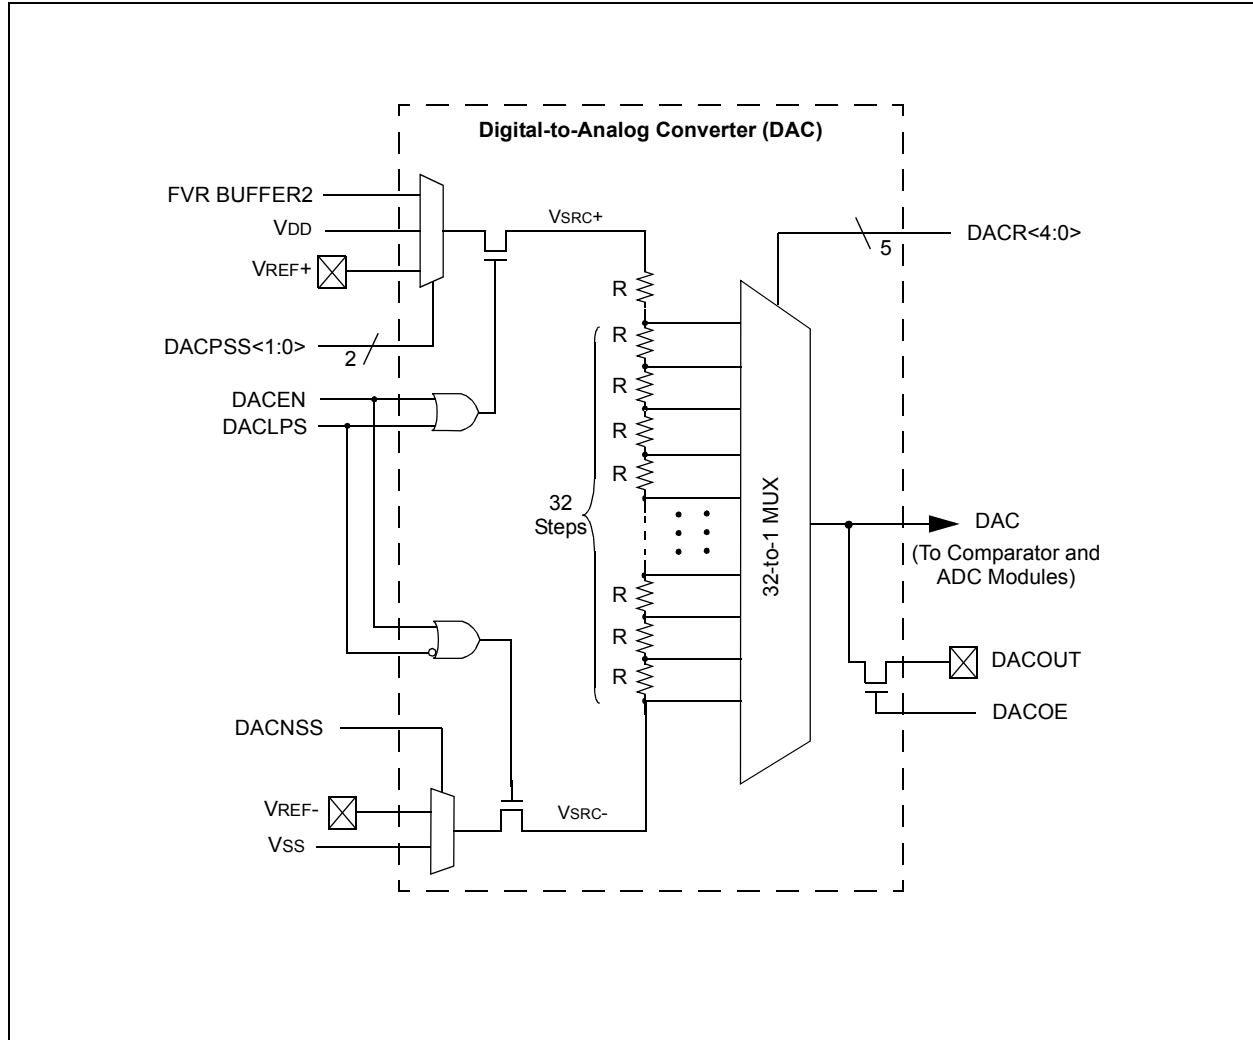 Digital-to-Analog Converter (DAC)
FVR BUFFER2
VDD
VREF+
DACPSS<1:0>
2
DACEN
DACLPS
VSRC+
R
R
R
R
R
32
Steps
R
R
R
32-to-1 MUX
5
DACR<4:0>
DAC
(To Comparator and
ADC Modules)
DACOUT
DACOE
DACNSS
VREF-
VSS
VSRC-